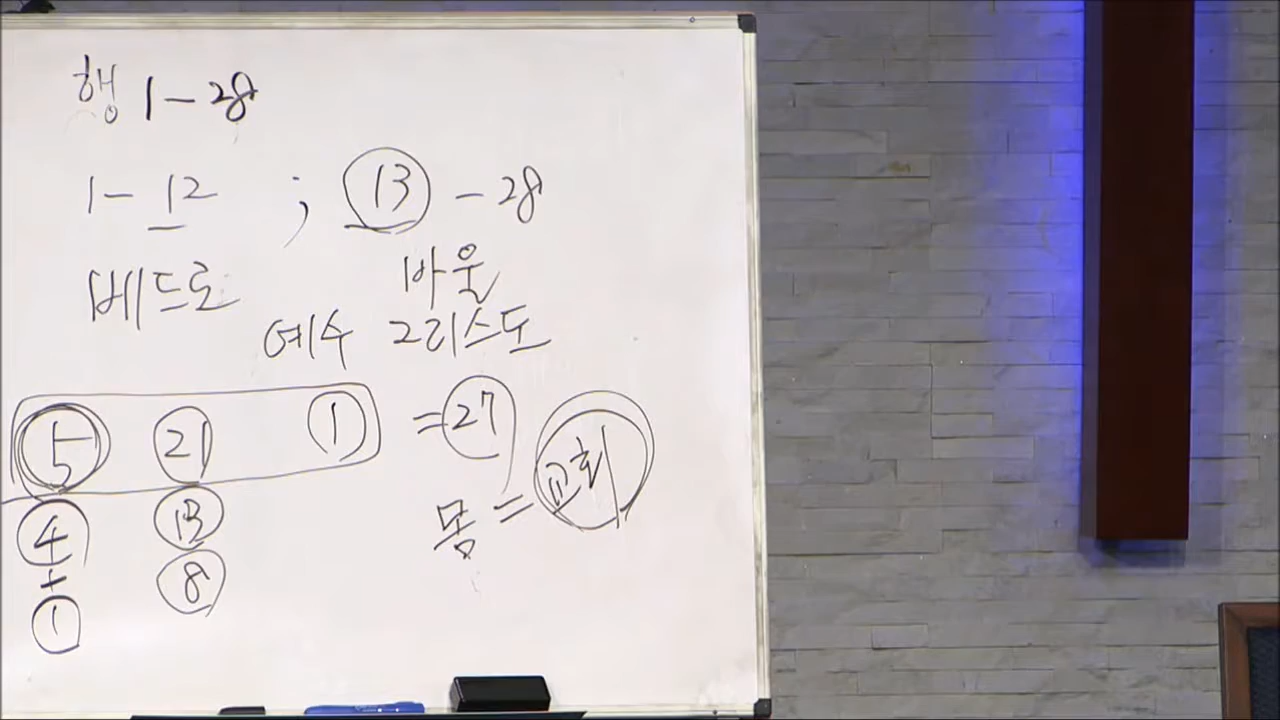 행 1-28
1-12 ; 13 -28
베드로 바울
예수 그리스도
5 21 1 =27
4 13 몸=교회
+ 8
1